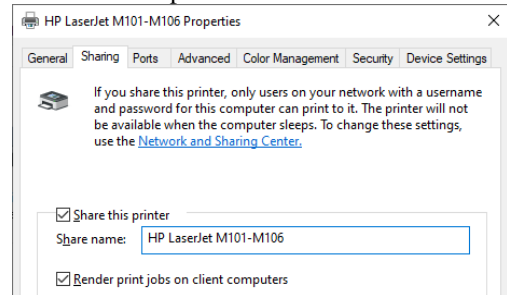 HP LaserJet M101-M106 Properties
General Sharing Ports Advanced Color Management Security Device Settings
If you share this printer, only users on your network with a username
and password for this computer can print to it. The printer will not
be available when the computer sleeps. To change these settings,
use the Network and Sharing Center.
Share this printer
Share name: HP LaserJet M101-M106
Render print jobs on client computers